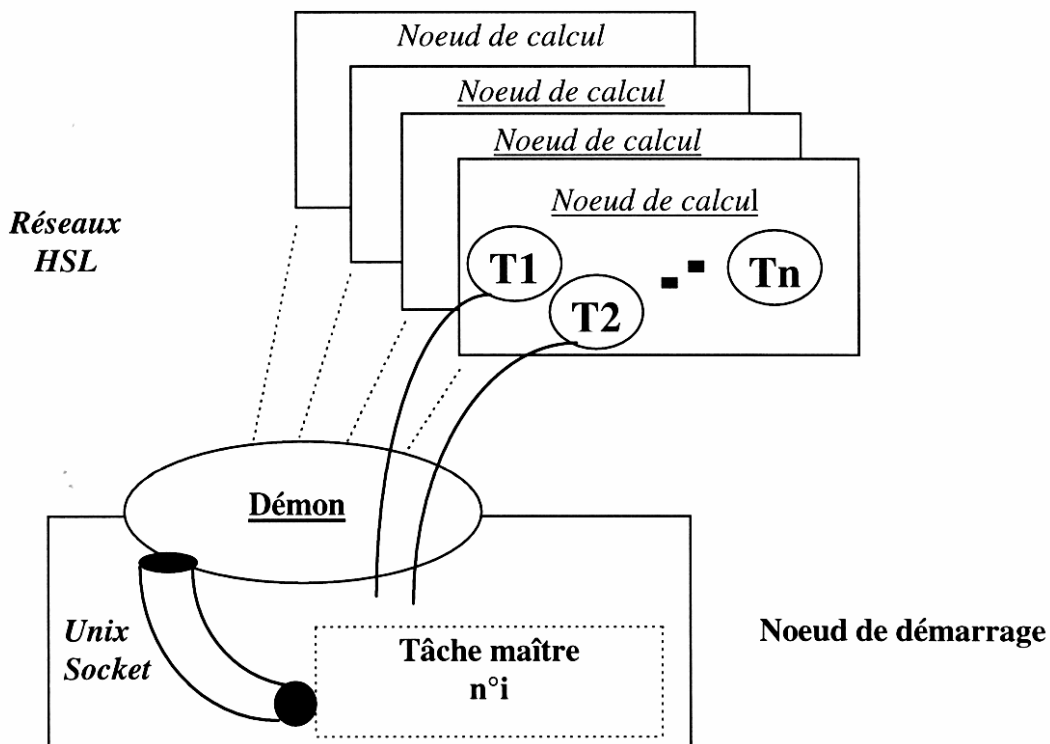 Noeud de calcul
Noeud de calcul
Noeud de calcul
Noeud de calcul
Réseaux
HSL
T1
T2
Tn
Démon
Unix
Socket
Tâche maître
n°i
Noeud de démarrage